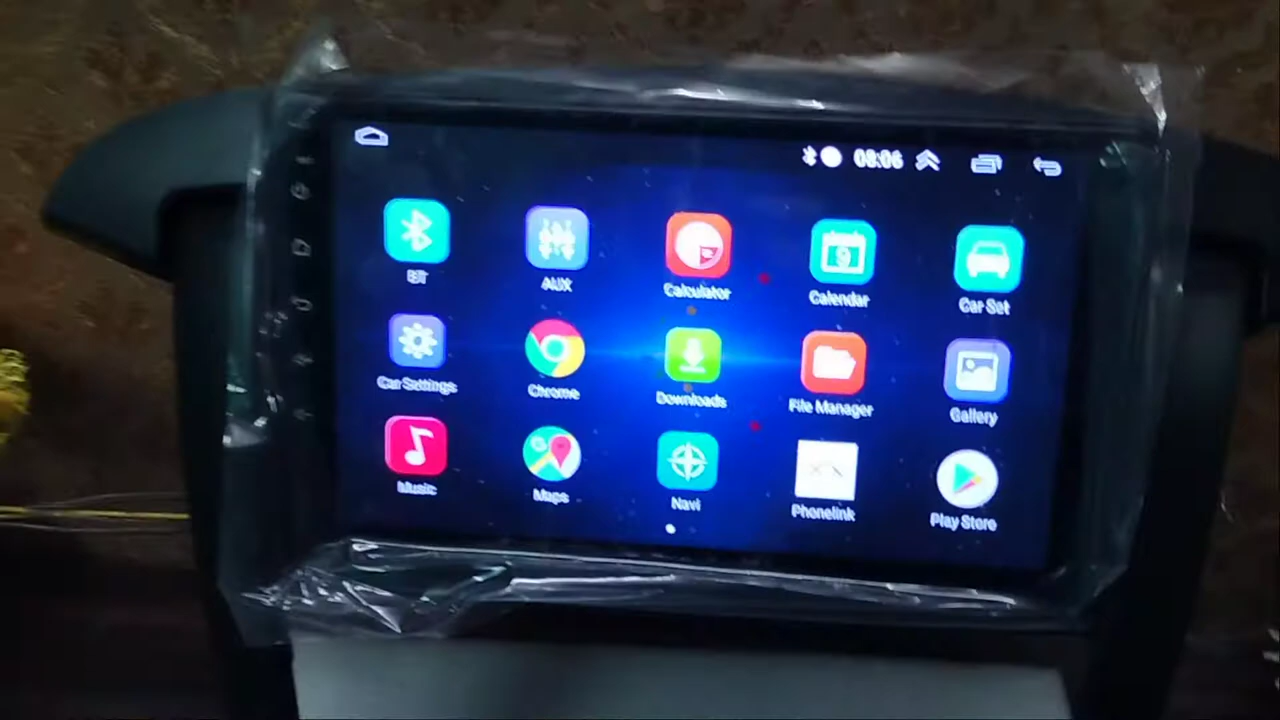 08:06
BT AUX Calculator Calendar 9 Car Set
Car Settings Chrome Downloads File Manager Gallery
Music G Maps Navi Phonelink Play Store